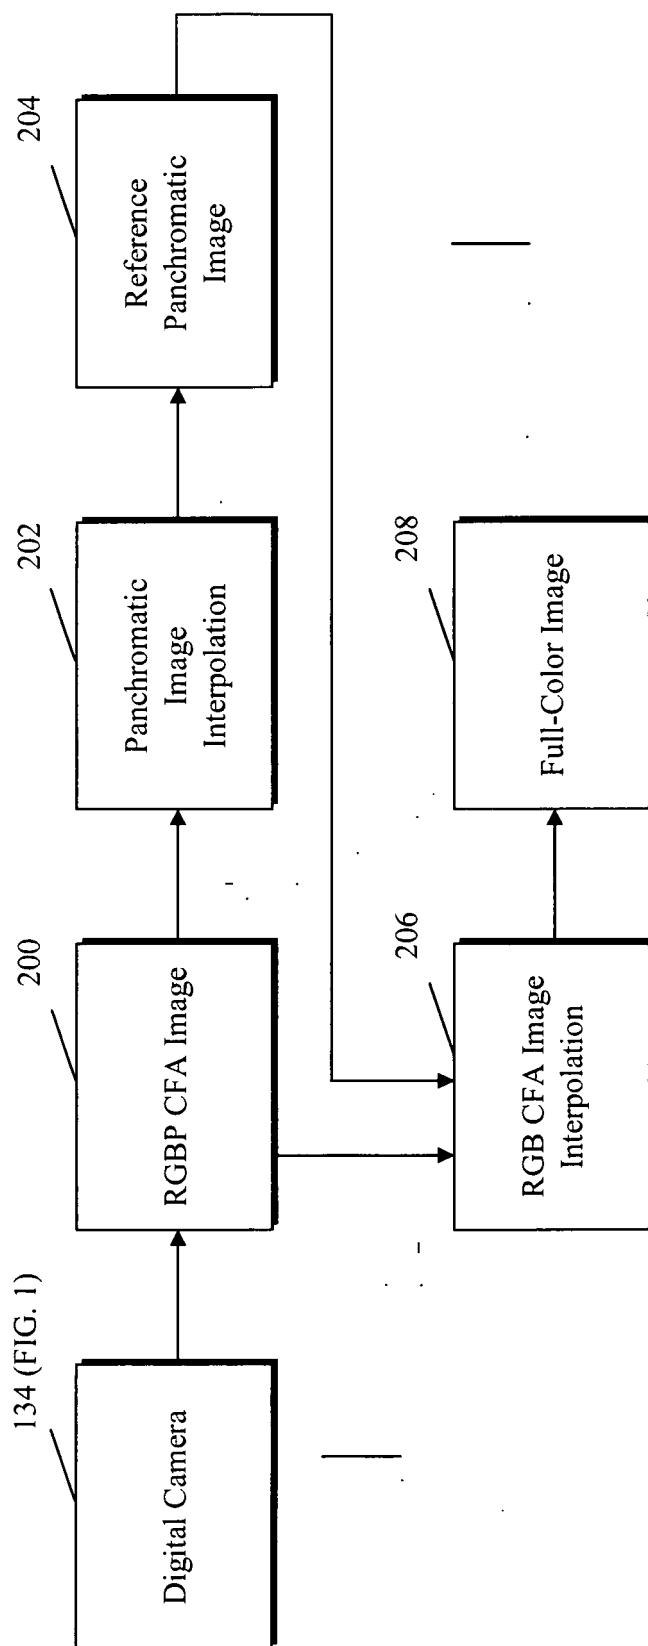 134 (FIG. 1)
Digital Camera
200
RGBP CFA Image
202
Panchromatic
Image
Interpolation
204
Reference
Panchromatic
Image
206
RGB CFA Image
Interpolation
208
Full-Color Image